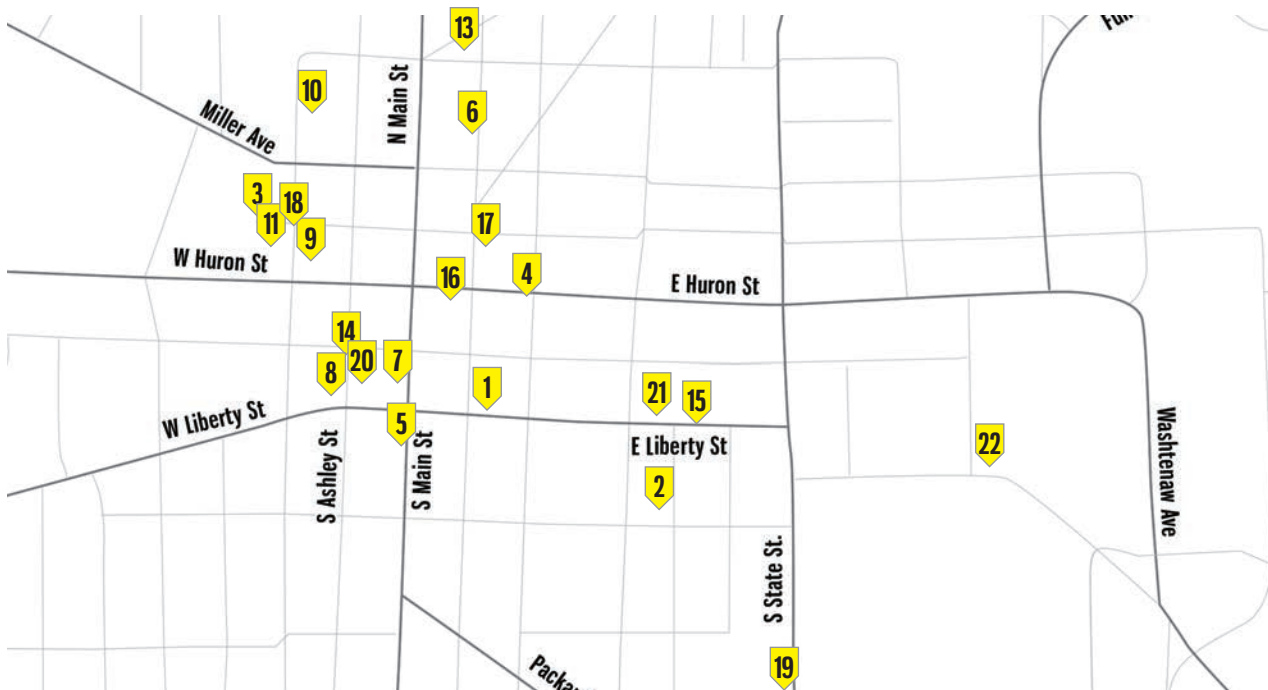 13
10
6
N Main St
Miller Ave
3
18
11
9
17
W Huron St
16
4
E Huron St
14
20
7
8
1
21
15
W Liberty St
5
E Liberty St
22
Washtenaw Ave
S Ashley St
S Main St
2
S State St.
19